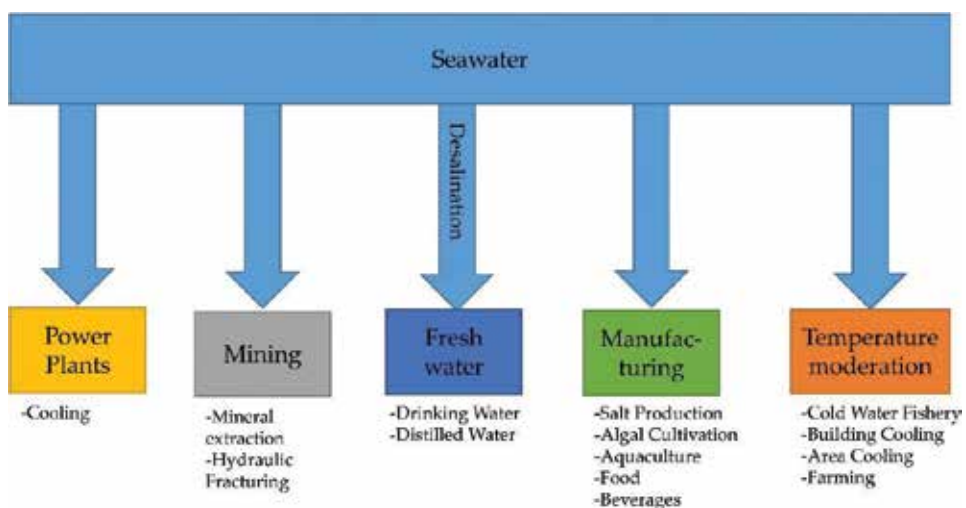 Seawater
Desalination
Power
Plants
-Cooling
Mining
-Mineral
extraction
-Hydraulic
Fracturing
Fresh
water
-Drinking Water
-Distilled Water
Manufac-
turing
-Salt Production
-Algal Cultivation
-Aquaculture
-Food
-Beverages
Temperature
moderation
-Cold Water Fishery
-Building Cooling
-Area Cooling
-Farming